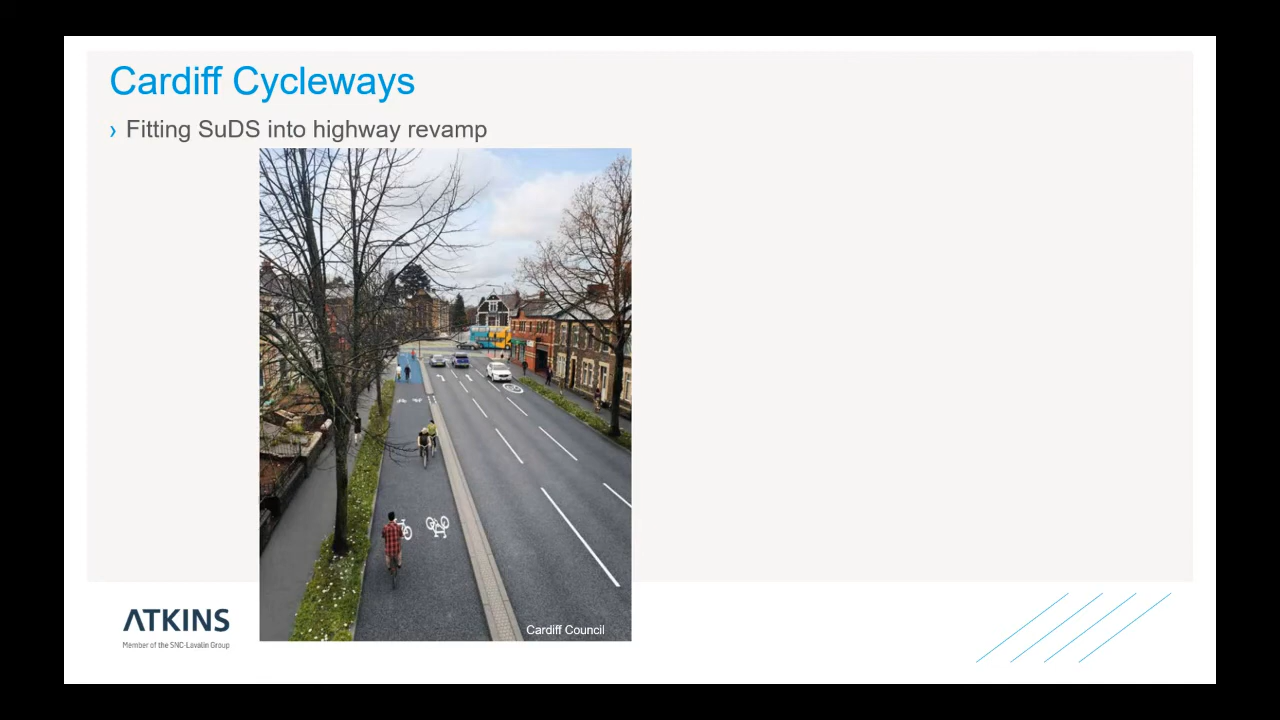 Cardiff Cycleways
› Fitting SuDS into highway revamp
Cardiff Council
ATKINS
Member of the SNC-Lavalin Group